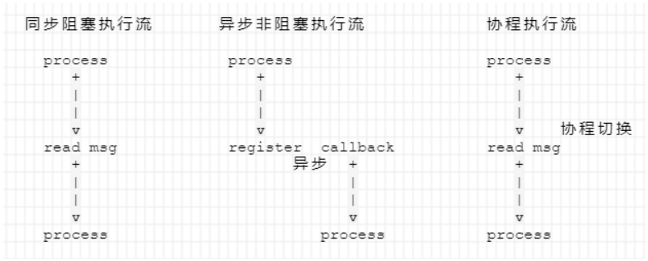 同步阻塞执行流 异步非阻塞执行流 协程执行流
process process process
+ + +
| | |
| | |
v v v
协程切换
read msg register callback read msg
+ 异步 + +
| | |
| | |
v v v
process process process